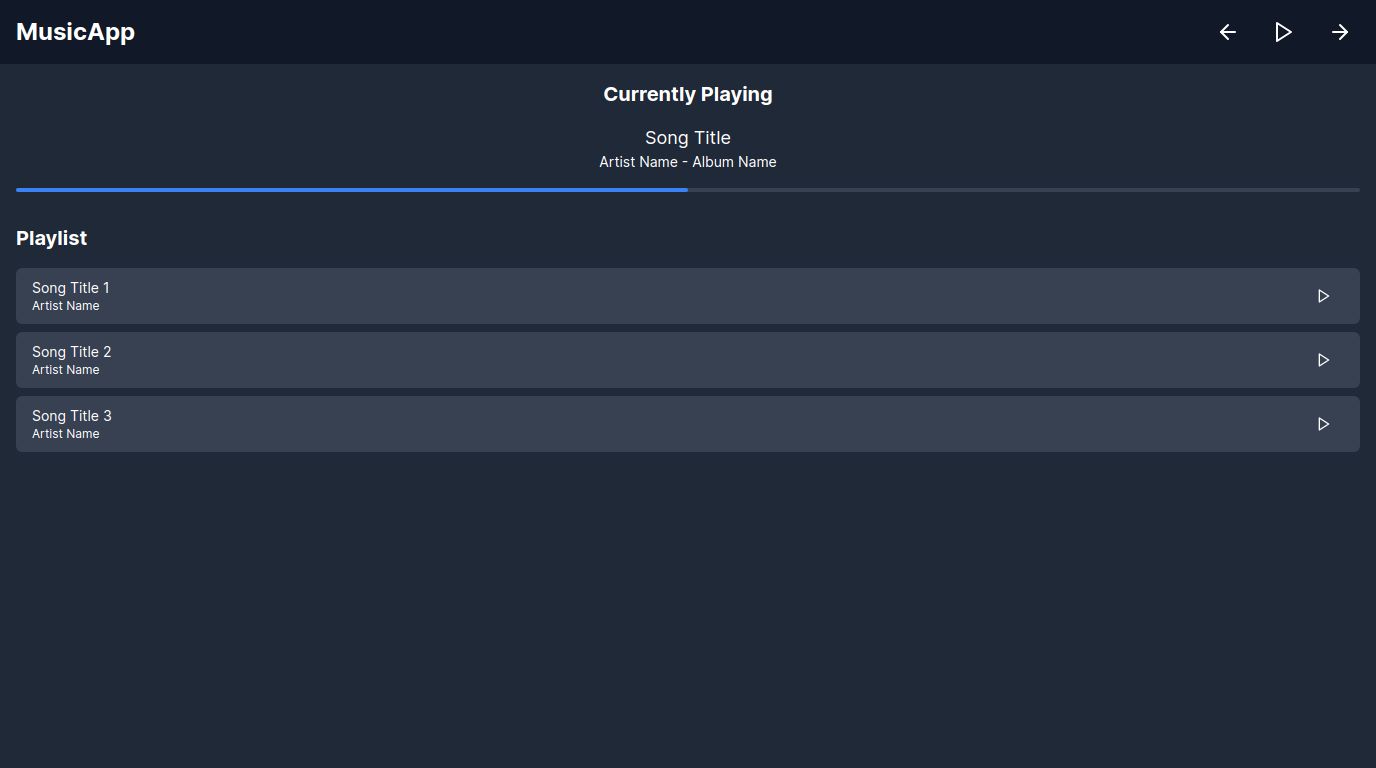 MusicApp
Currently Playing
Song Title
Artist Name - Album Name
Playlist
Song Title 1
Artist Name
Song Title 2
Artist Name
Song Title 3
Artist Name